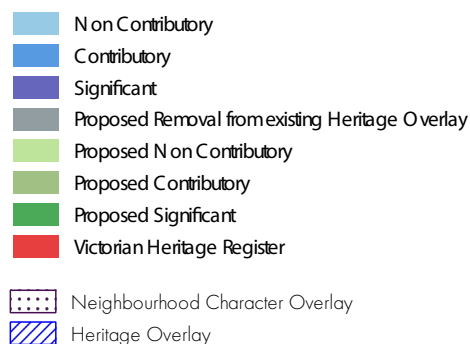 Non Contributory
Contributory
Significant
Proposed Removal from existing Heritage Overlay
Proposed Non Contributory
Proposed Contributory
Proposed Significant
Victorian Heritage Register
Neighbourhood Character Overlay
Heritage Overlay